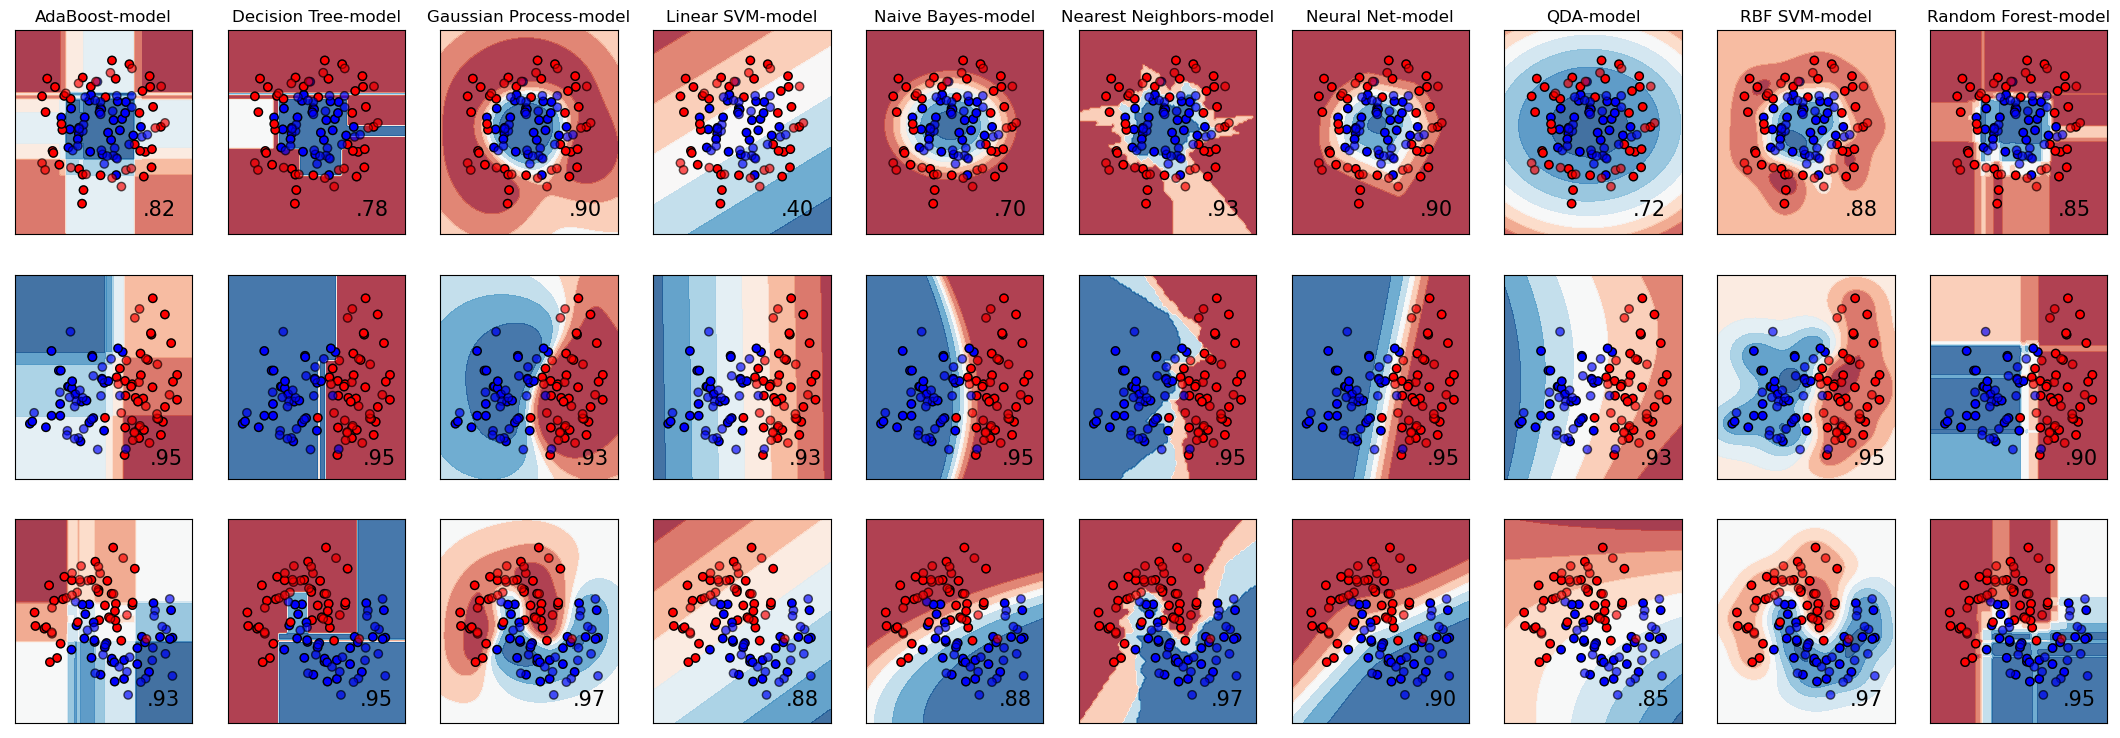 AdaBoost-model Decision Tree-model Gaussian Process-model Linear SVM-model Naive Bayes-model Nearest Neighbors-model Neural Net-model QDA-model RBF SVM-model Random Forest-model
.82 .78 .90 .40 .70 .93 .90 .72 .88 .85
.95 .95 .93 .93 .95 .95 .95 .93 .95 .90
.93 .95 .97 .88 .88 .97 .90 .85 .97 .95